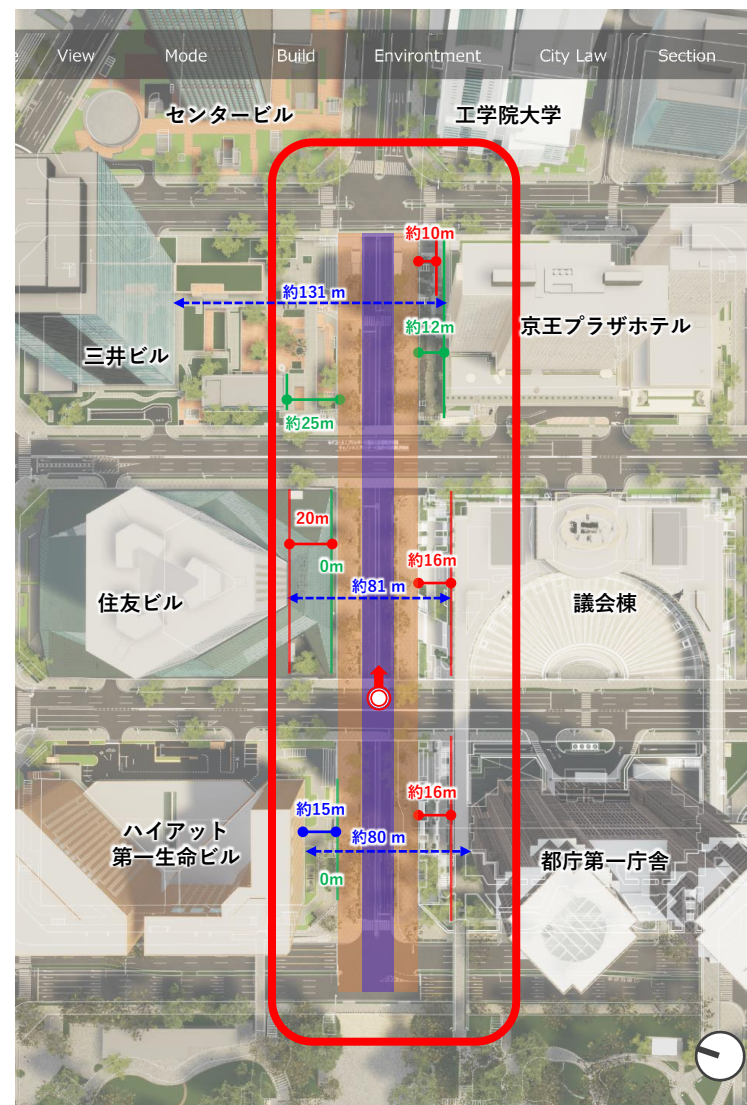 e View Mode Build Environtment City Law Section
センタービル
工学院大学
約10m
約131 m
約12m
京王プラザホテル
三井ビル
約25m
20m
0m
約16m
約81 m
住友ビル
議会棟
約16m
約15m
約80 m
ハイアット
第一生命ビル
0m
都庁第一庁舎